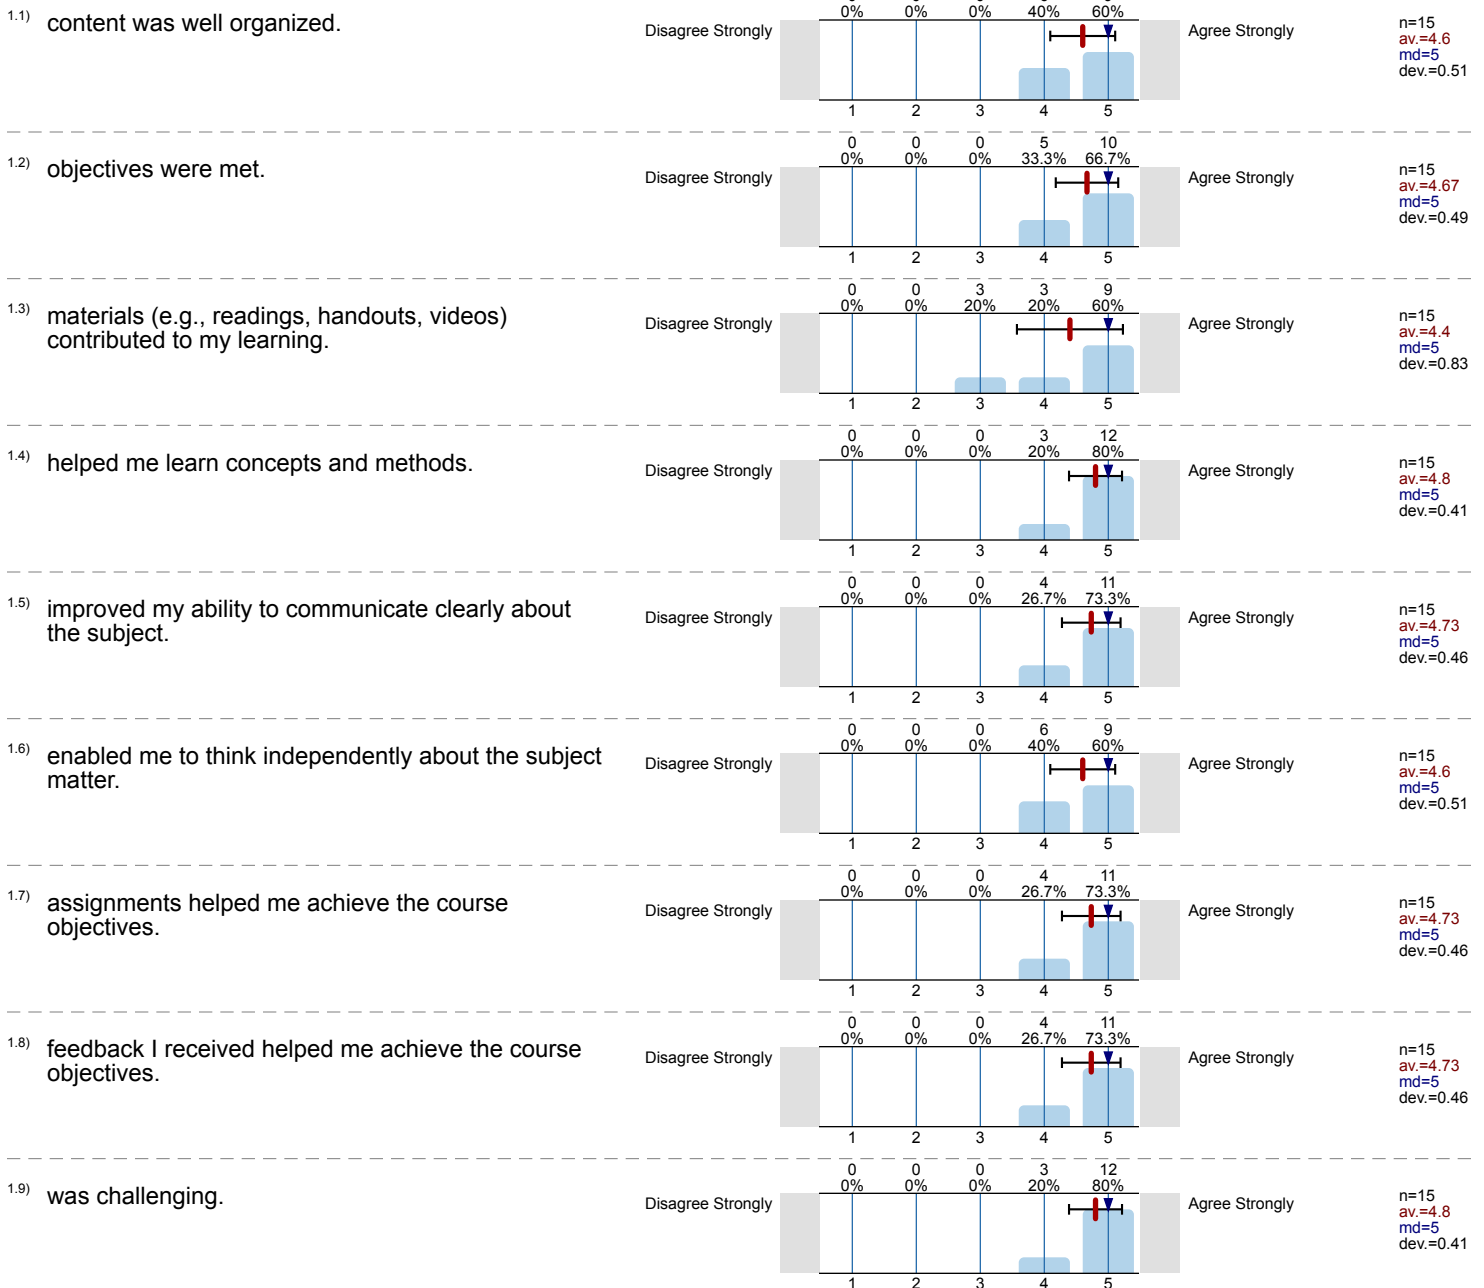 0 0 0 6 9
0% 0% 0% 40% 60%
1.1) content was well organized.
Disagree Strongly
Agree Strongly
n=15
av.=4.6
md=5
dev.=0.51
1 2 3 4 5
0 0 0 5 10
0% 0% 0% 33.3% 66.7%
1.2) objectives were met.
Disagree Strongly
Agree Strongly
n=15
av.=4.67
md=5
dev.=0.49
1 2 3 4 5
0 0 3 3 9
0% 0% 20% 20% 60%
1.3) materials (e.g., readings, handouts, videos)
contributed to my learning.
Disagree Strongly
Agree Strongly
n=15
av.=4.4
md=5
dev.=0.83
1 2 3 4 5
0 0 0 3 12
0% 0% 0% 20% 80%
1.4) helped me learn concepts and methods.
Disagree Strongly
Agree Strongly
n=15
av.=4.8
md=5
dev.=0.41
1 2 3 4 5
0 0 0 4 11
0% 0% 0% 26.7% 73.3%
1.5) improved my ability to communicate clearly about
the subject.
Disagree Strongly
Agree Strongly
n=15
av.=4.73
md=5
dev.=0.46
1 2 3 4 5
0 0 0 6 9
0% 0% 0% 40% 60%
1.6) enabled me to think independently about the subject
matter.
Disagree Strongly
Agree Strongly
n=15
av.=4.6
md=5
dev.=0.51
1 2 3 4 5
0 0 0 4 11
0% 0% 0% 26.7% 73.3%
1.7) assignments helped me achieve the course
objectives.
Disagree Strongly
Agree Strongly
n=15
av.=4.73
md=5
dev.=0.46
1 2 3 4 5
0 0 0 4 11
0% 0% 0% 26.7% 73.3%
1.8) feedback I received helped me achieve the course
objectives.
Disagree Strongly
Agree Strongly
n=15
av.=4.73
md=5
dev.=0.46
1 2 3 4 5
0 0 0 3 12
0% 0% 0% 20% 80%
1.9) was challenging.
Disagree Strongly
Agree Strongly
n=15
av.=4.8
md=5
dev.=0.41
1 2 3 4 5